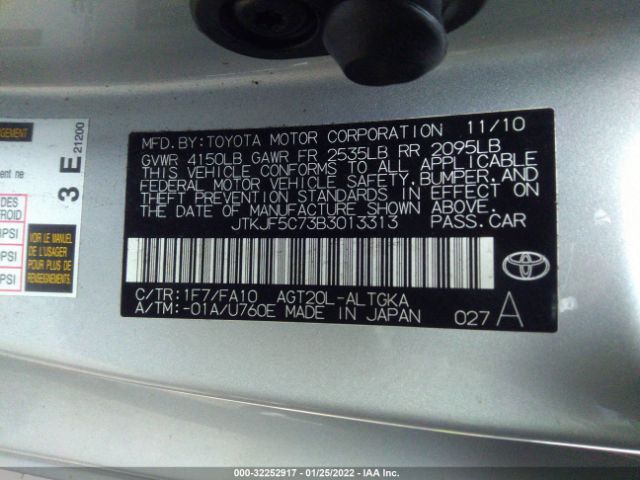 MFD. BY: TOYOTA MOTOR CORPORATION 11/10
GVWR 4150LB GAWR FR 2535LB RR 2095LB
THIS VEHICLE CONFORMS TO ALL APPLICABLE
FEDERAL MOTOR VEHICLE SAFETY, BUMPER, AND
THEFT PREVENTION STANDARDS IN EFFECT ON
THE DATE OF MANUFACTURE SHOWN ABOVE.
JTKJF5C73B3013313 PASS. CAR
C/TR: 1F7/FA10 AGT20L-ALTGKA
A/TM: -01A/U760E MADE IN JAPAN 027 A
3 E 21200
VOIR LE MANUEL
DE L'USAGER
POUR PLUS DE
RENSEIGNEMENTS
PSI
PSI
PSI
000-32252917 - 01/25/2022 - IAA Inc.